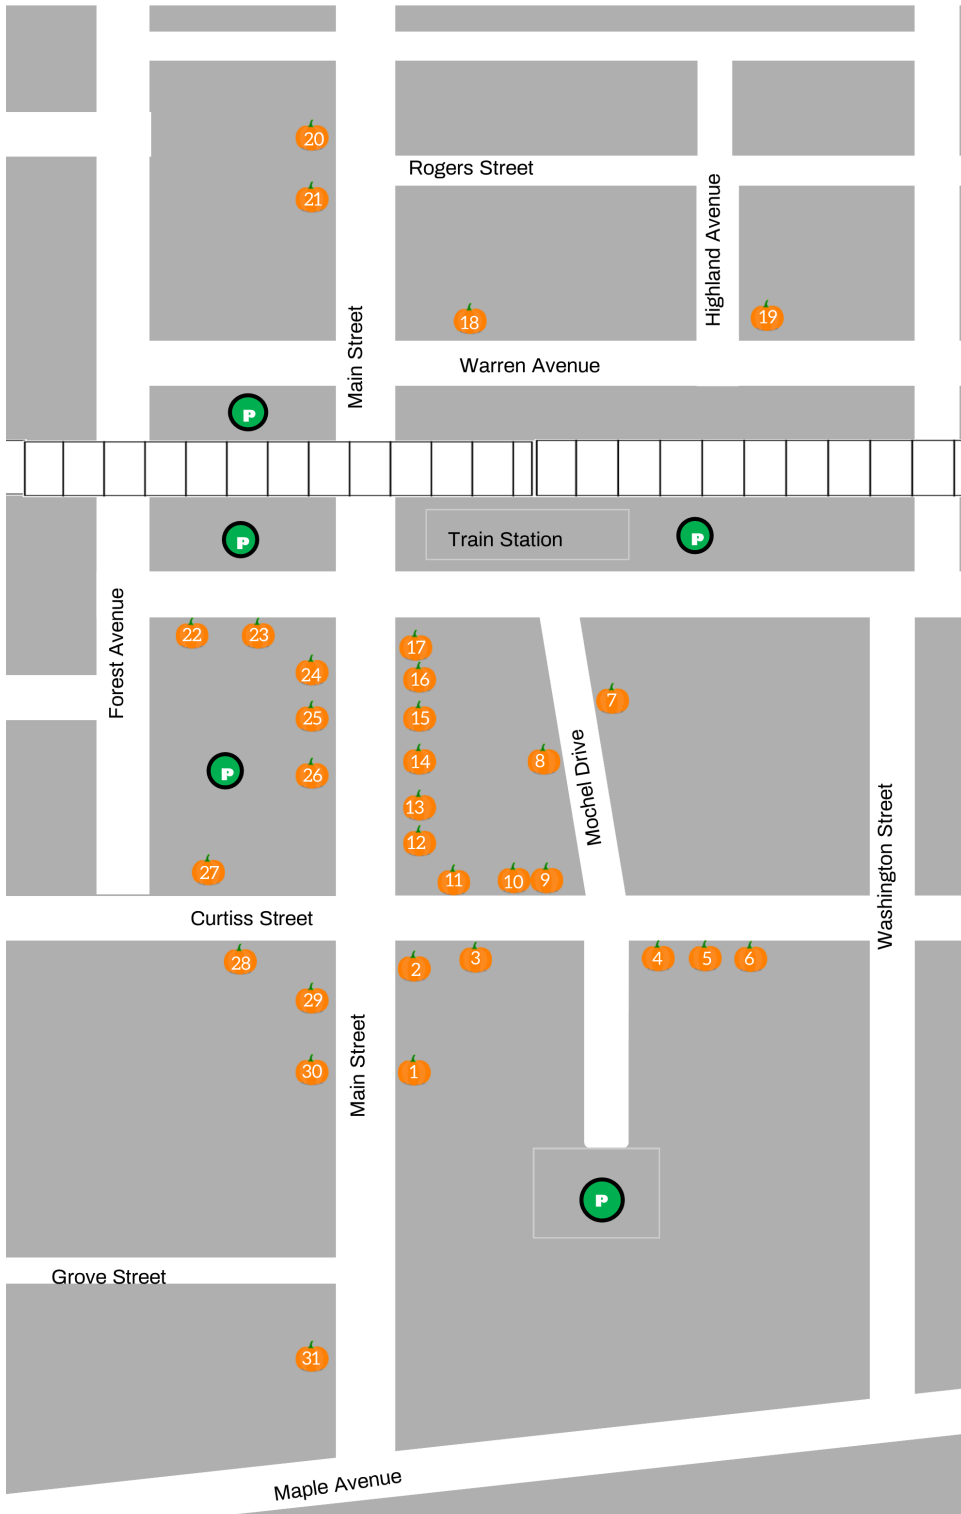 20
Rogers Street
21
Highland Avenue
18
19
Main Street
Warren Avenue
P
P
Train Station
P
Forest Avenue
22
23
17
24
16
7
25
15
14
8
Mochel Drive
P
26
13
12
Washington Street
27
11
10
9
Curtiss Street
28
2
3
4
5
6
29
Main Street
30
1
P
Grove Street
31
Maple Avenue